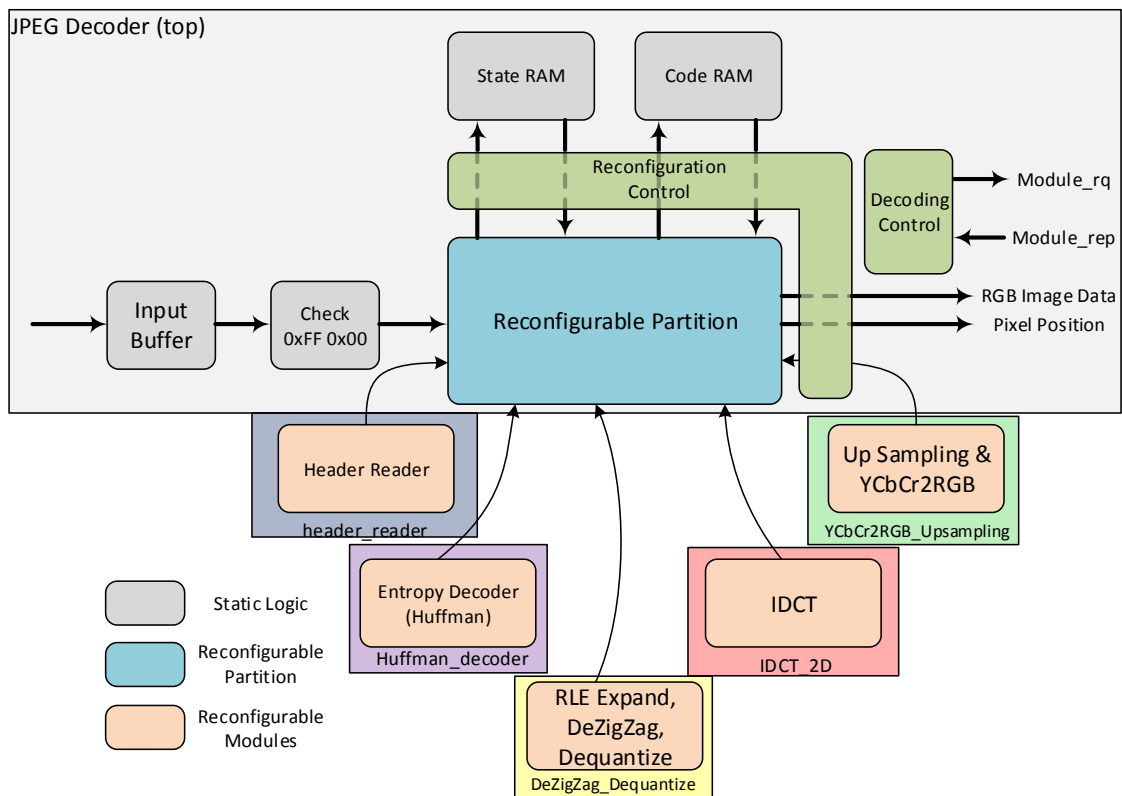 JPEG Decoder (top)
State RAM
Code RAM
Reconfiguration
Control
Decoding
Control
Module_rq
Module_rep
Input
Buffer
Check
0xFF 0x00
Reconfigurable Partition
RGB Image Data
Pixel Position
Header Reader
header_reader
Up Sampling &
YCbCr2RGB
YCbCr2RGB_Upsampling
Entropy Decoder
(Huffman)
Huffman_decoder
IDCT
IDCT_2D
RLE Expand,
DeZigZag,
Dequantize
DeZigZag_Dequantize
Static Logic
Reconfigurable
Partition
Reconfigurable
Modules